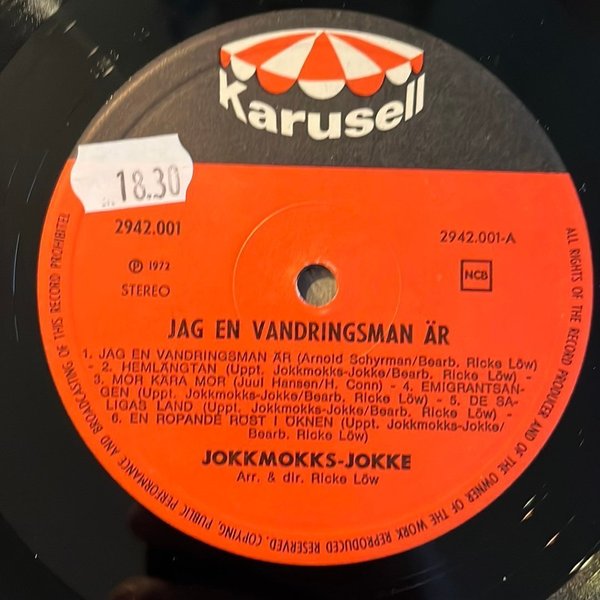 Karusell
18.30
2942.001
2942.001-A
℗ 1972
NCB
STEREO
JAG EN VANDRINGSMAN ÄR
1. JAG EN VANDRINGSMAN ÄR (Arnold Schyrman/Bearb. Ricke Löw)
- 2. HEMLÄNGTAN (Uppt. Jokkmokks-Jokke/Bearb. Ricke Löw) -
3. MOR KÄRA MOR (Juul Hansen/H. Conn) - 4. EMIGRANTSÅN-
GEN (Uppt. Jokkmokks-Jokke/Bearb. Ricke Löw) - 5. DE SA-
LIGAS LAND (Uppt. Jokkmokks-Jokke/Bearb. Ricke Löw) -
6. EN ROPANDE RÖST I ÖKNEN (Uppt. Jokkmokks-Jokke/
Bearb. Ricke Löw)
JOKKMOKKS-JOKKE
Arr. & dir. Ricke Löw
ALL RIGHTS OF THE RECORD PRODUCER AND OF THE OWNER OF THE WORK REPRODUCED RESERVED. COPYING, PUBLIC PERFORMANCE AND BROADCASTING OF THIS RECORD PROHIBITED